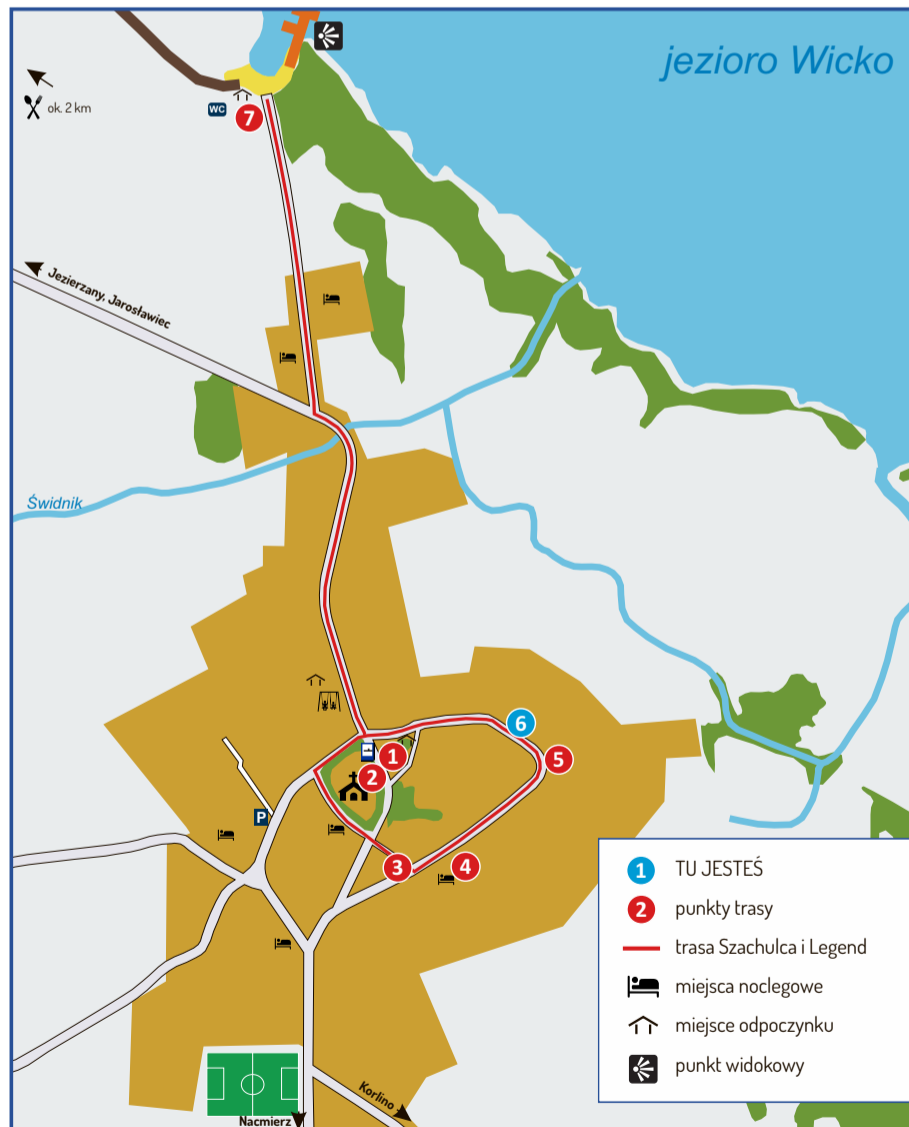 jezioro Wicko
ok. 2 km
WC
7
Jezierzany, Jarosławiec
Świdnik
6
1
5
2
P
3
4
1 TU JESTEŚ
2 punkty trasy
trasa Szachulca i Legend
miejsca noclegowe
miejsce odpoczynku
punkt widokowy
Korlino
Nacmierz